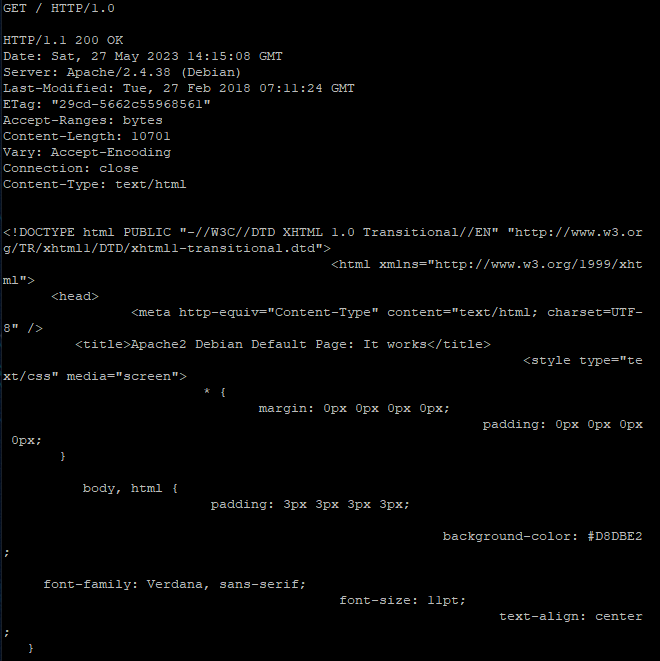 GET / HTTP/1.0
HTTP/1.1 200 OK
Date: Sat, 27 May 2023 14:15:08 GMT
Server: Apache/2.4.38 (Debian)
Last-Modified: Tue, 27 Feb 2018 07:11:24 GMT
ETag: "29cd-5662c55968561"
Accept-Ranges: bytes
Content-Length: 10701
Vary: Accept-Encoding
Connection: close
Content-Type: text/html
<!DOCTYPE html PUBLIC "-//W3C//DTD XHTML 1.0 Transitional//EN" "http://www.w3.or
g/TR/xhtml1/DTD/xhtml1-transitional.dtd">
<html xmlns="http://www.w3.org/1999/xht
ml">
<head>
<meta http-equiv="Content-Type" content="text/html; charset=UTF-
8" />
<title>Apache2 Debian Default Page: It works</title>
<style type="te
xt/css" media="screen">
* {
margin: 0px 0px 0px 0px;
padding: 0px 0px 0px
0px;
}
body, html {
padding: 3px 3px 3px 3px;
background-color: #D8DBE2
;
font-family: Verdana, sans-serif;
font-size: 11pt;
text-align: center
;
}